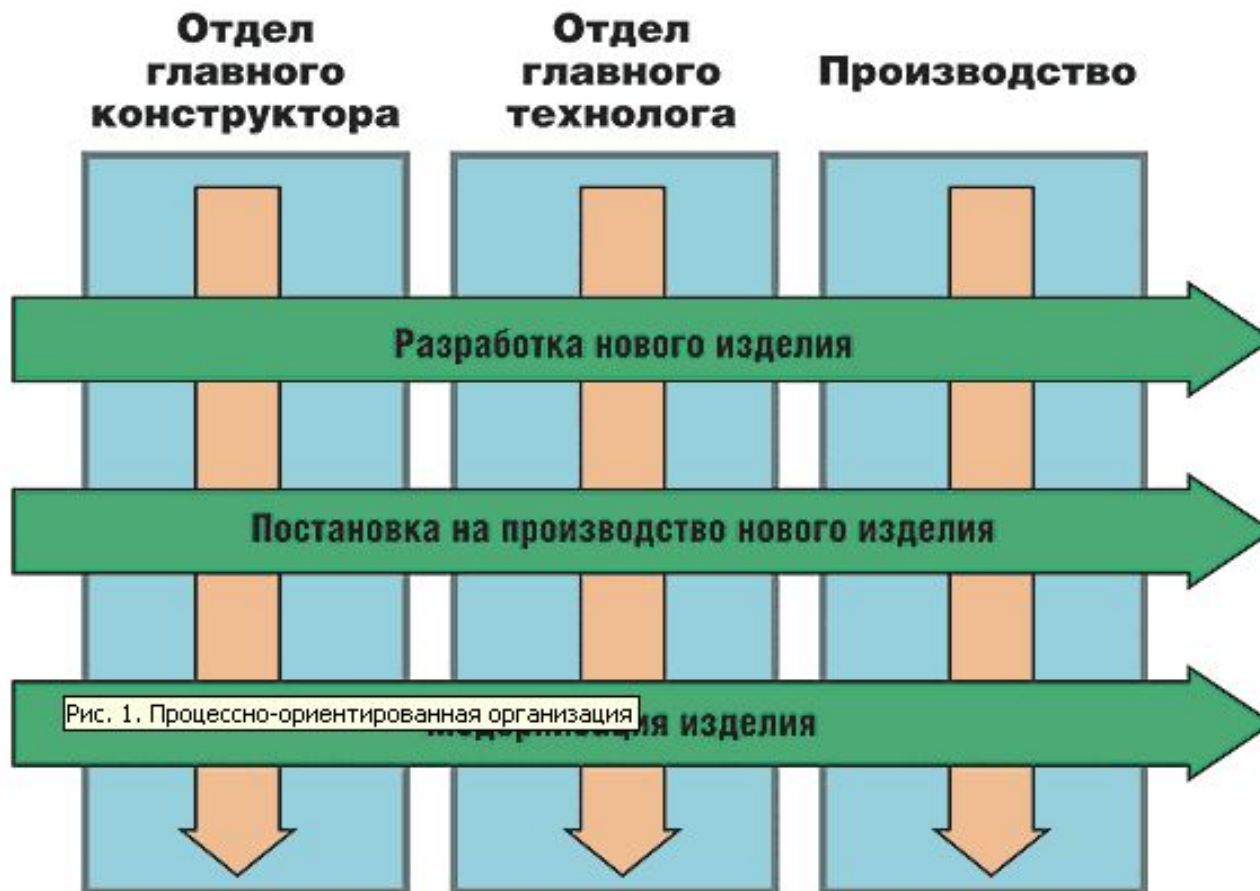 Отдел
главного
конструктора
Отдел
главного
технолога
Производство
Разработка нового изделия
Постановка на производство нового изделия
Рис. 1. Процессно-ориентированная организация
изделия